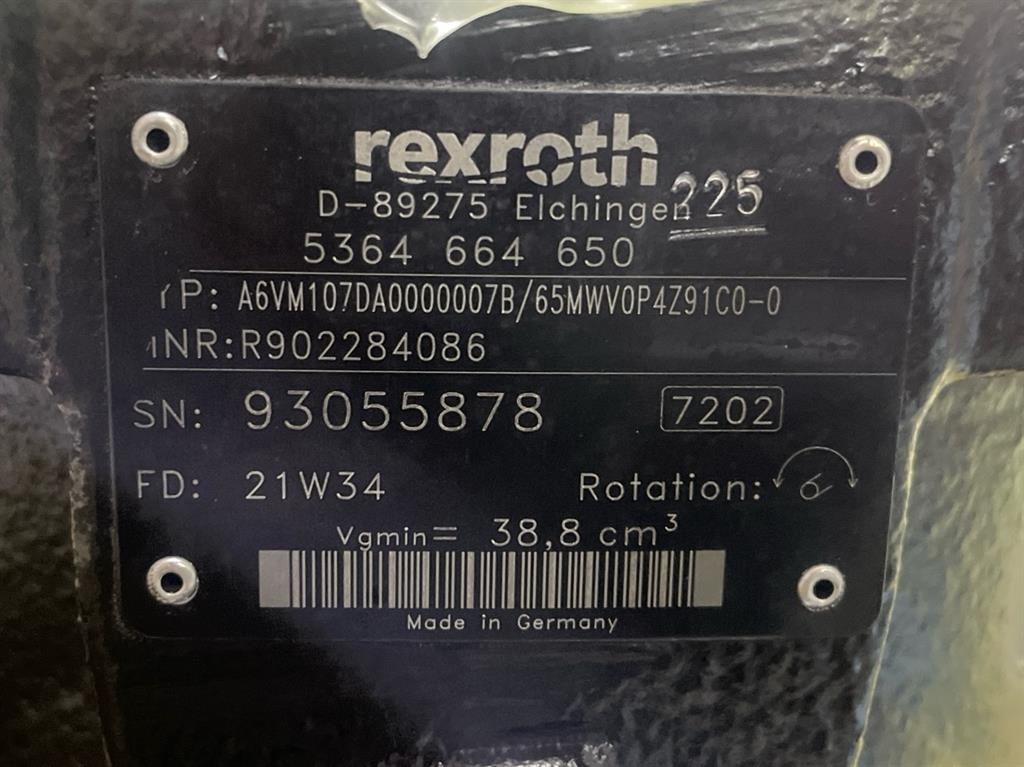 rexroth
D-89275 Elchingen 225
5364 664 650
YP: A6VM107DA0000007B/65MWV0P4Z91C0-0
NR: R902284086
SN: 93055878 7202
FD: 21W34 Rotation:
Vgmin= 38,8 cm³
Made in Germany